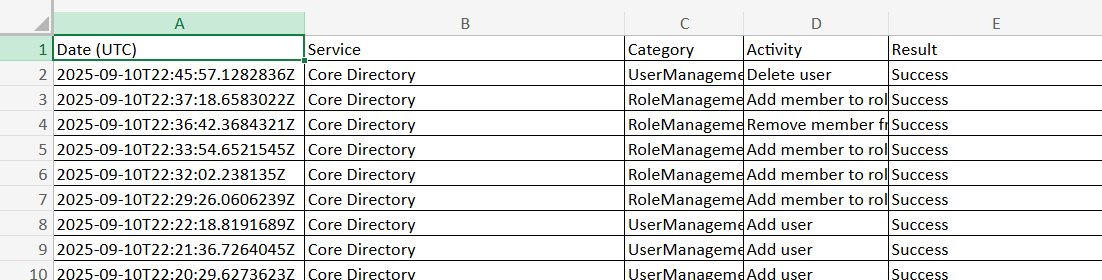 A B C D E
1 Date (UTC) Service Category Activity Result
2 2025-09-10T22:45:57.1282836Z Core Directory UserManageme Delete user Success
3 2025-09-10T22:37:18.6583022Z Core Directory RoleManageme Add member to rol Success
4 2025-09-10T22:36:42.3684321Z Core Directory RoleManageme Remove member fr Success
5 2025-09-10T22:33:54.6521545Z Core Directory RoleManageme Add member to rol Success
6 2025-09-10T22:32:02.238135Z Core Directory RoleManageme Add member to rol Success
7 2025-09-10T22:29:26.0606239Z Core Directory RoleManageme Add member to rol Success
8 2025-09-10T22:22:18.8191689Z Core Directory UserManageme Add user Success
9 2025-09-10T22:21:36.7264045Z Core Directory UserManageme Add user Success
10 2025-09-10T22:20:29.6273623Z Core Directory UserManageme Add user Success